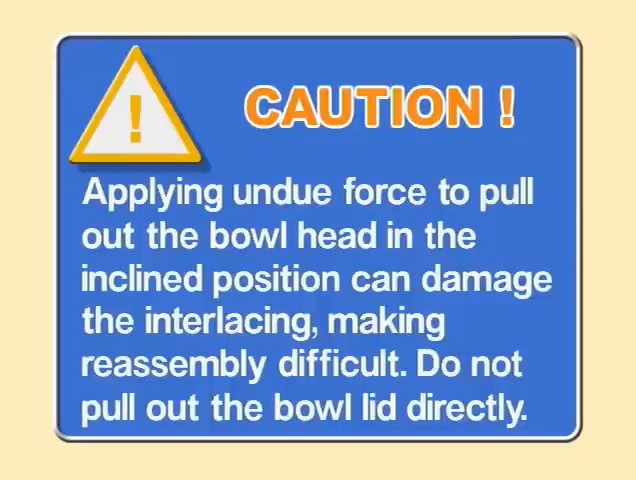 CAUTION !
!
Applying undue force to pull
out the bowl head in the
inclined position can damage
the interlacing, making
reassembly difficult. Do not
pull out the bowl lid directly.